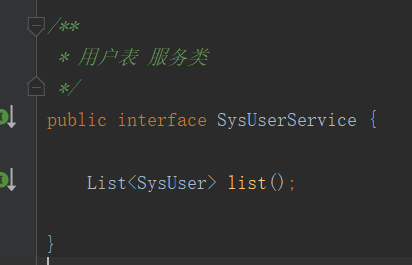 /**
 * 用户表 服务类
 */
public interface SysUserService {
List<SysUser> list();
}